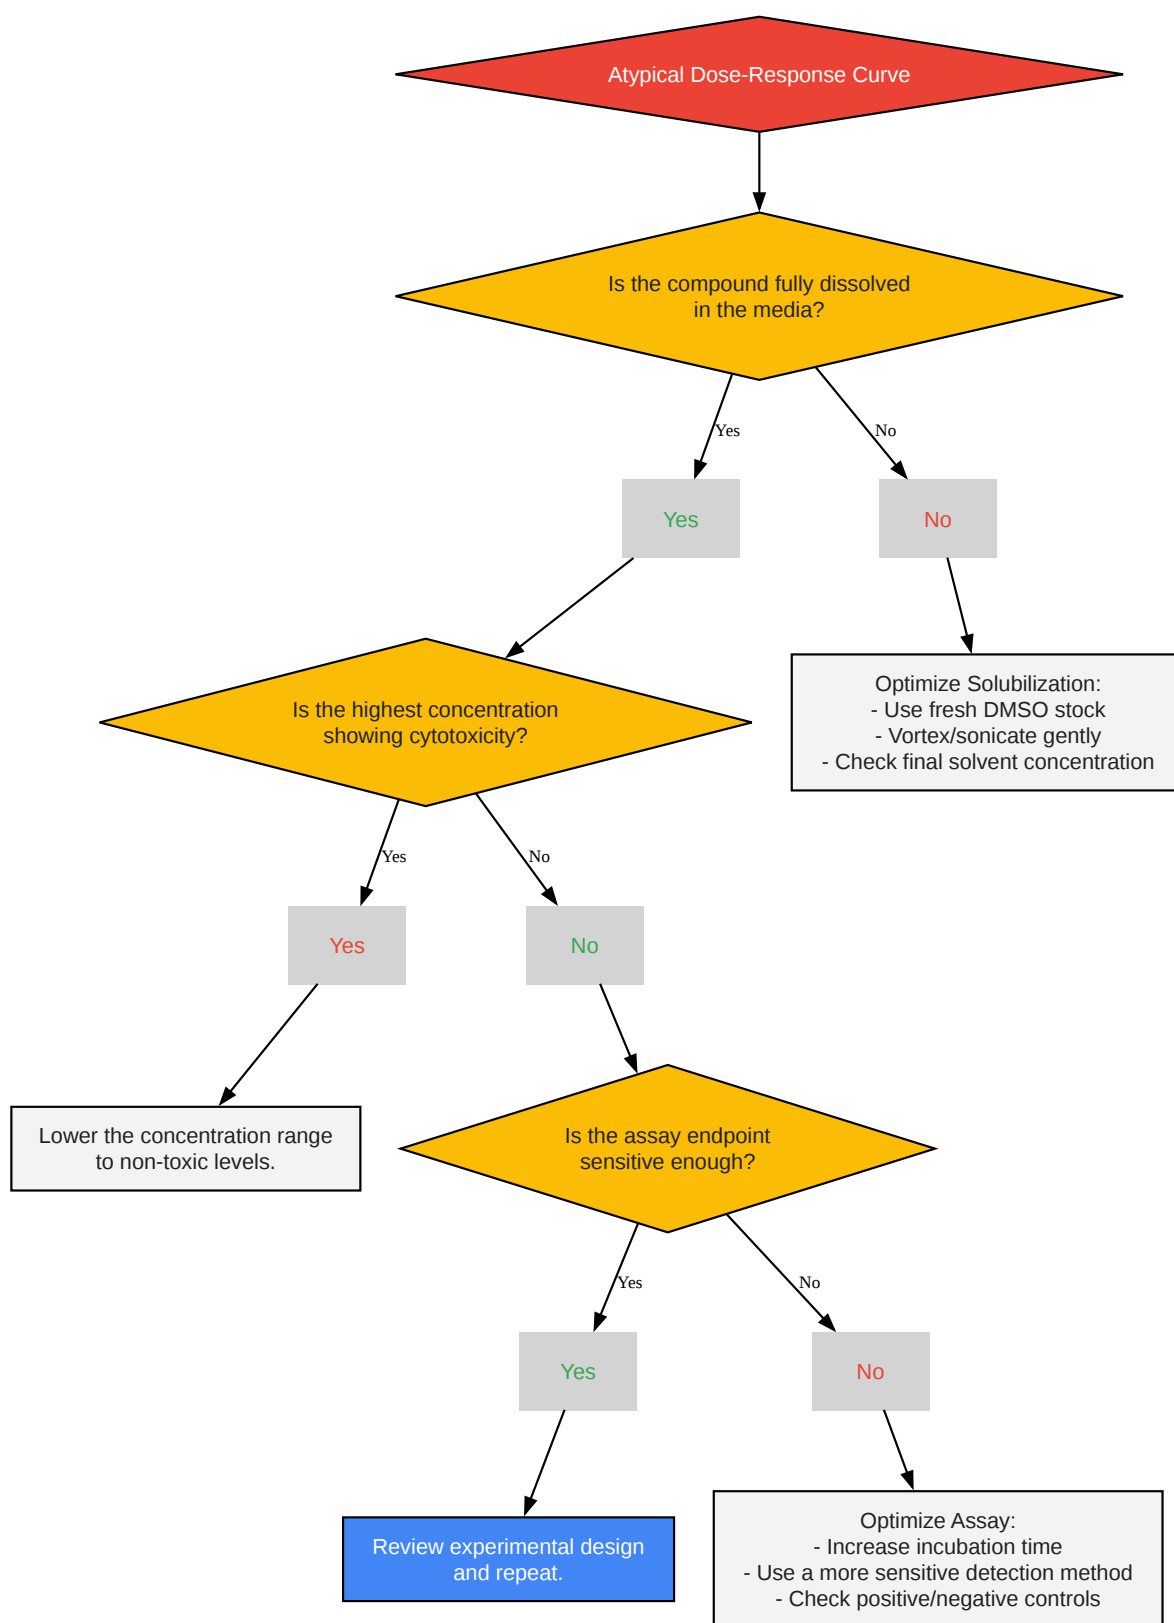 Atypical Dose-Response Curve
Is the compound fully dissolved
in the media?
Yes
No
Yes
No
Is the highest concentration
showing cytotoxicity?
Optimize Solubilization:
- Use fresh DMSO stock
- Vortex/sonicate gently
- Check final solvent concentration
Yes
No
Yes
No
Lower the concentration range
to non-toxic levels.
Is the assay endpoint
sensitive enough?
Yes
No
Yes
No
Review experimental design
and repeat.
Optimize Assay:
- Increase incubation time
- Use a more sensitive detection method
- Check positive/negative controls